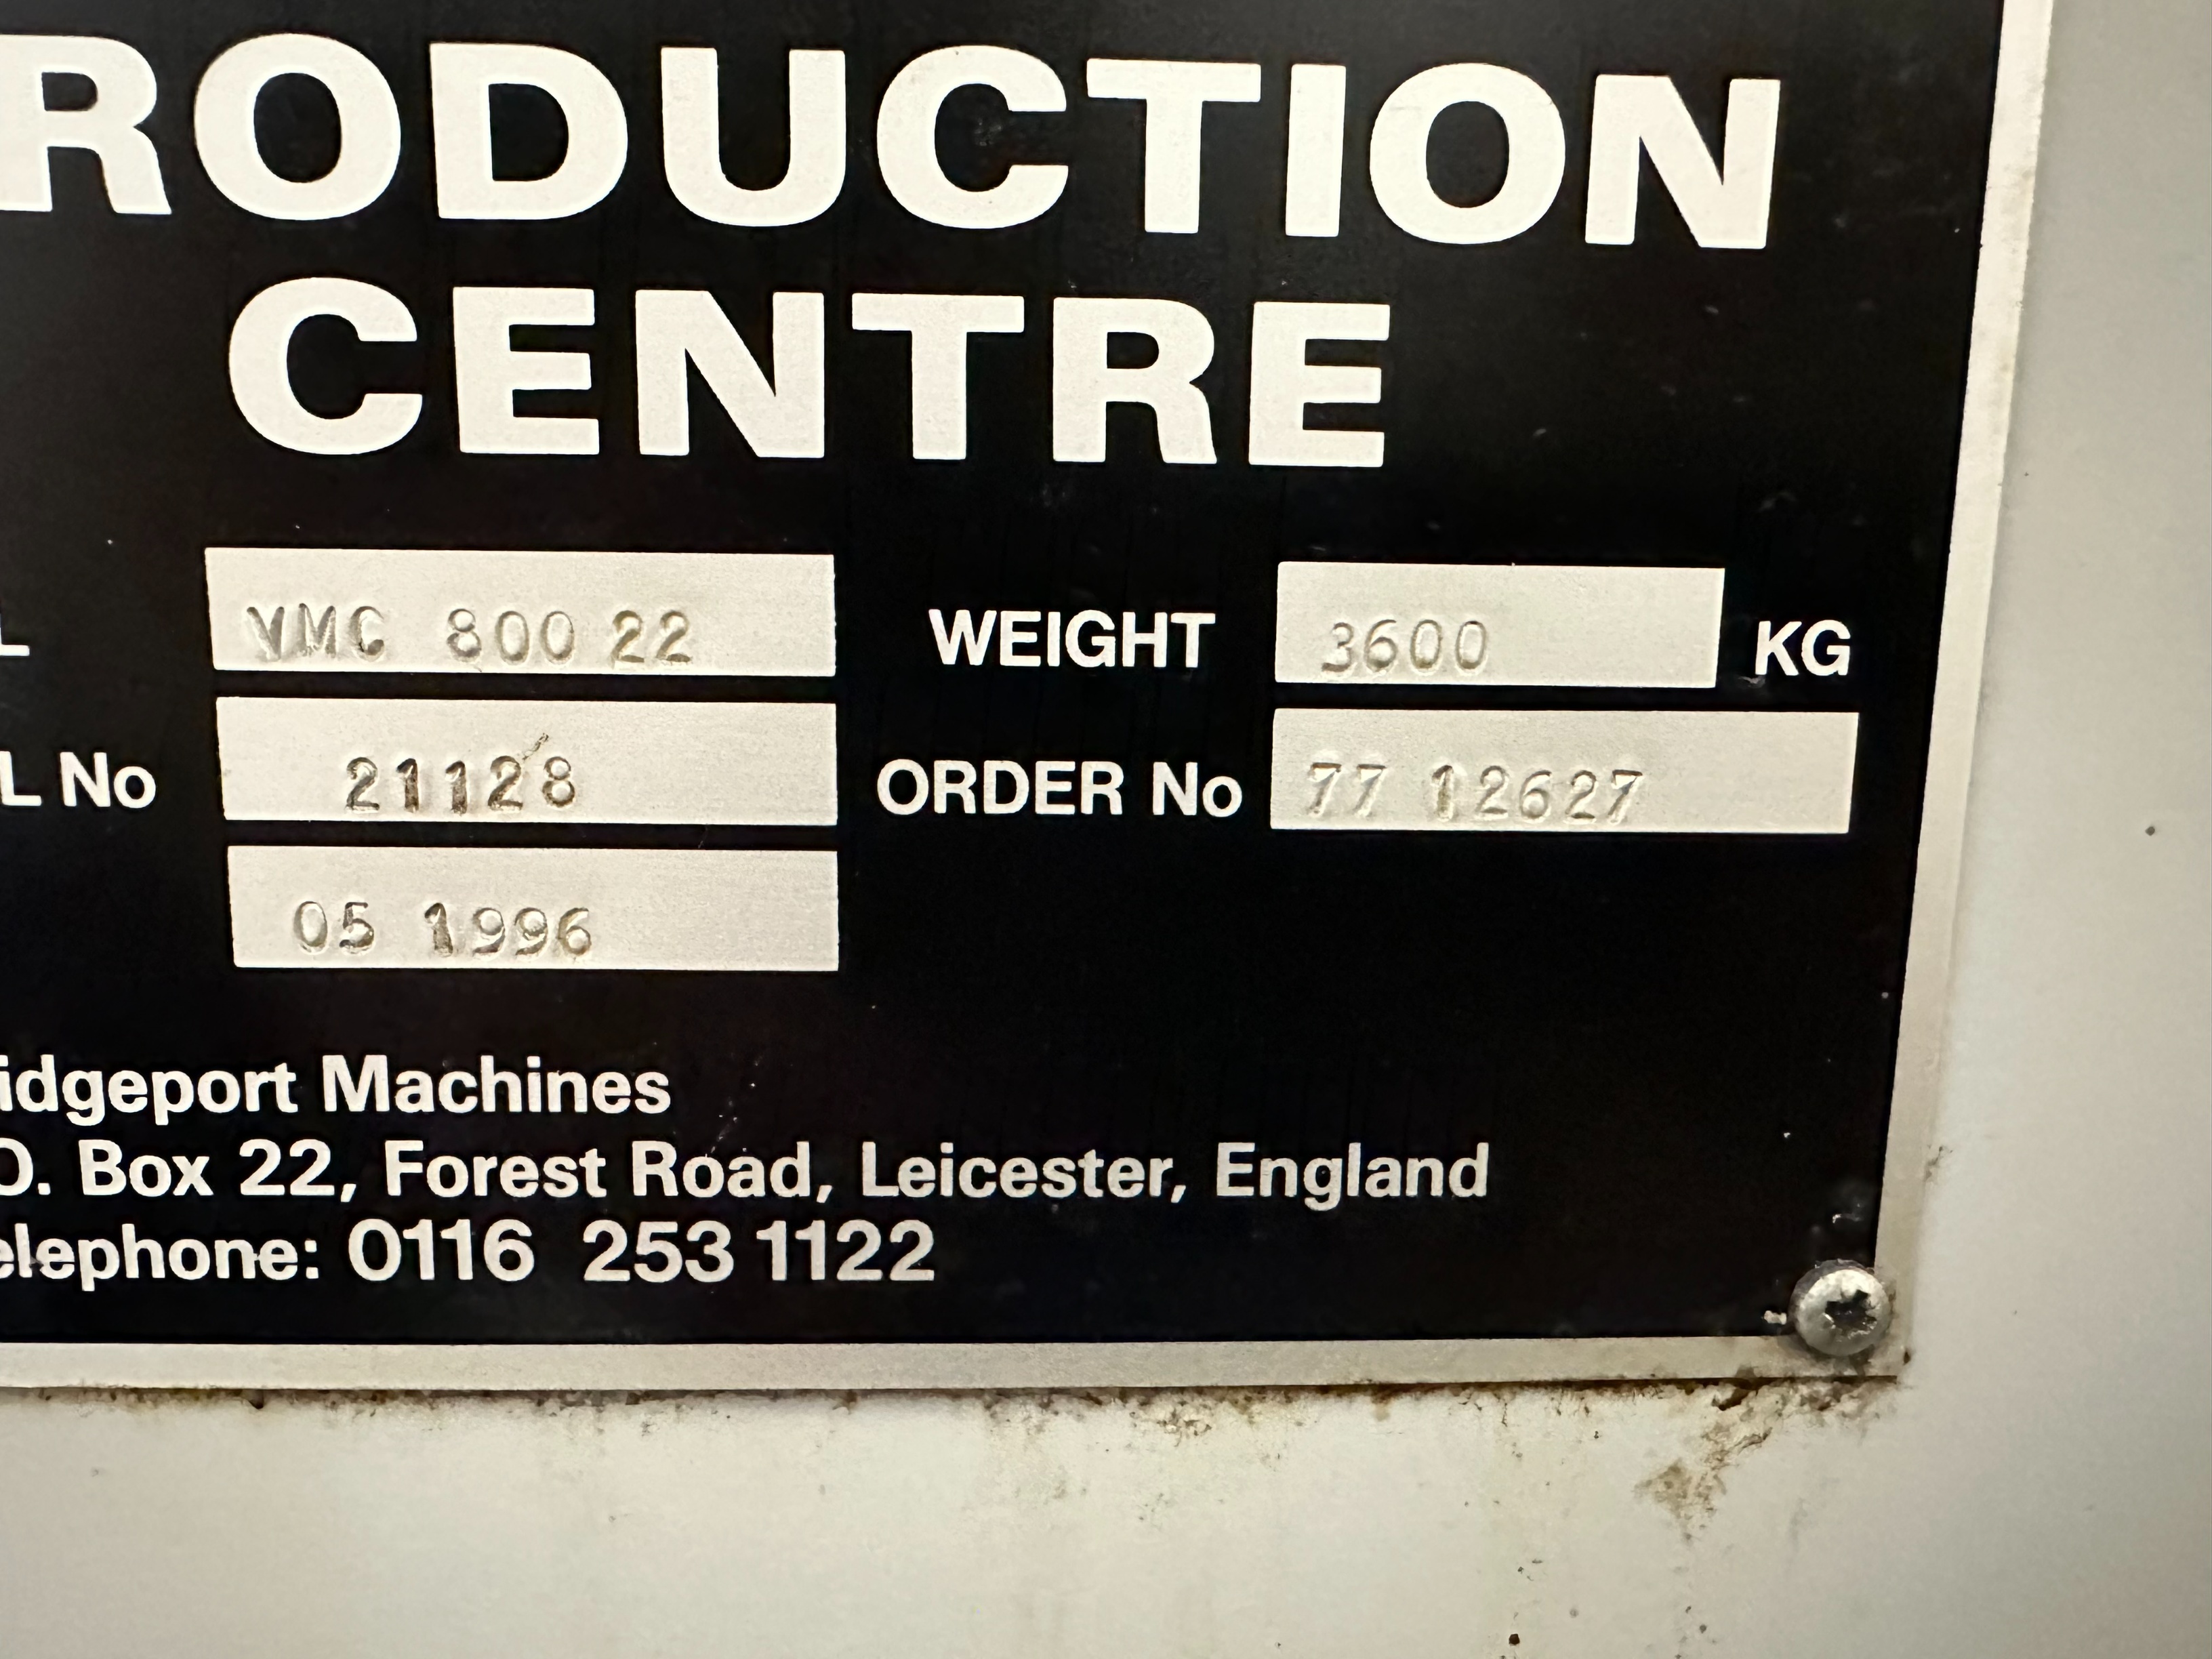 RODUCTION
CENTRE
L VMC 800 22 WEIGHT 3600 KG
L No 21128 ORDER No 77 12627
05 1996
idgeport Machines
O. Box 22, Forest Road, Leicester, England
elephone: 0116 253 1122